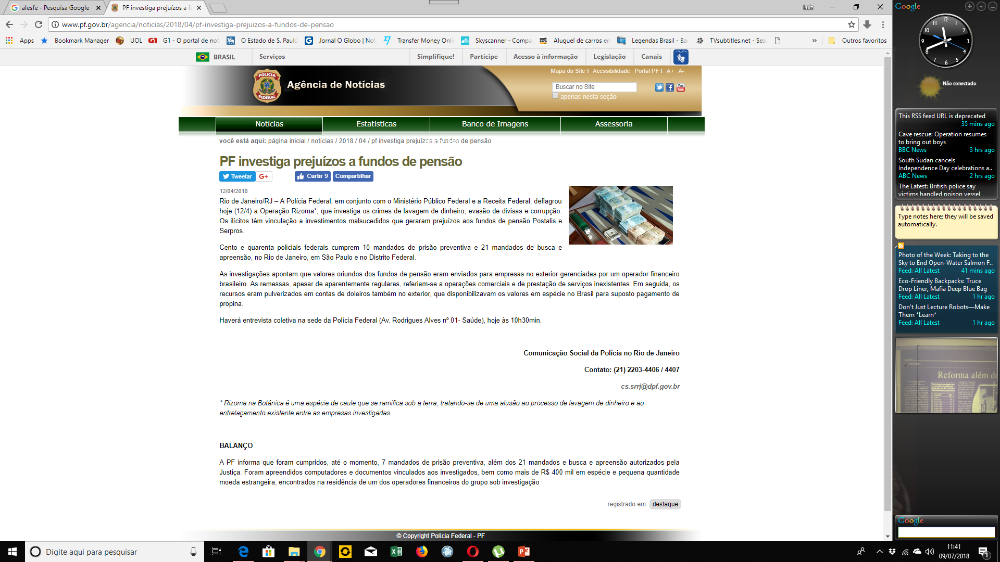 alesfe - Pesquisa Google
PF investiga prejuízos a fu
Luiz
www.pf.gov.br/agencia/noticias/2018/04/pf-investiga-prejuizos-a-fundos-de-pensao
Apps Bookmark Manager UOL G1 - O portal de not O Estado de S. Paulo Jornal O Globo | Not Transfer Money Onli Skyscanner - Compa Aluguel de carros en Legendas Brasil - Ba TVsubtitles.net - Sea » Outros favoritos
BRASIL Serviços Simplifique! Participe Acesso à informação Legislação Canais
Mapa do Site I Acessibilidade Portal PF I A+ A-
POLICIA FEDERAL
Agência de Notícias
Buscar no Site
apenas nesta seção
You Tube
Notícias Estatísticas Banco de Imagens Assessoria
você está aqui: página inicial / notícias / 2018 / 04 / pf investiga prejuízos a fundos de pensão
PF investiga prejuízos a fundos de pensão
Tweetar G+ Curtir 9 Compartilhar
12/04/2018
Rio de Janeiro/RJ – A Polícia Federal, em conjunto com o Ministério Público Federal e a Receita Federal, deflagrou
hoje (12/4) a Operação Rizoma*, que investiga os crimes de lavagem de dinheiro, evasão de divisas e corrupção.
Os ilícitos têm vinculação a investimentos malsucedidos que geraram prejuízos aos fundos de pensão Postalis e
Serpros.
Cento e quarenta policiais federais cumprem 10 mandados de prisão preventiva e 21 mandados de busca e
apreensão, no Rio de Janeiro, em São Paulo e no Distrito Federal.
As investigações apontam que valores oriundos dos fundos de pensão eram enviados para empresas no exterior gerenciadas por um operador financeiro
brasileiro. As remessas, apesar de aparentemente regulares, referiam-se a operações comerciais e de prestação de serviços inexistentes. Em seguida, os
recursos eram pulverizados em contas de doleiros também no exterior, que disponibilizavam os valores em espécie no Brasil para suposto pagamento de
propina.
Haverá entrevista coletiva na sede da Polícia Federal (Av. Rodrigues Alves nº 01- Saúde), hoje às 10h30min.
Comunicação Social da Polícia no Rio de Janeiro
Contato: (21) 2203-4406 / 4407
cs.srrj@dpf.gov.br
* Rizoma na Botânica é uma espécie de caule que se ramifica sob a terra, tratando-se de uma alusão ao processo de lavagem de dinheiro e ao
entrelaçamento existente entre as empresas investigadas.
BALANÇO
A PF informa que foram cumpridos, até o momento, 7 mandados de prisão preventiva, além dos 21 mandados e busca e apreensão autorizados pela
Justiça. Foram apreendidos computadores e documentos vinculados aos investigados, bem como mais de R$ 400 mil em espécie e pequena quantidade
moeda estrangeira, encontrados na residência de um dos operadores financeiros do grupo sob investigação
registrado em: destaque
© Copyright Polícia Federal - PF
Google
12 1 2 3 4 5 6 7 8 9 10 11
Não conectado
This RSS feed URL is deprecated
35 mins ago
Cave rescue: Operation resumes
to bring out boys
BBC News 3 hrs ago
South Sudan cancels
Independence Day celebrations a..
ABC News 2 hrs ago
The Latest: British police say
victims handled poison vessel
Type notes here; they will be saved
automatically.
Photo of the Week: Taking to the
Sky to End Open-Water Salmon F..
Feed: All Latest 41 mins ago
Eco-Friendly Backpacks: Truce
Drop Liner, Mafia Deep Blue Bag
Feed: All Latest 1 hr ago
Don't Just Lecture Robots—Make
Them *Learn*
Feed: All Latest 1 hr ago
Reforma além do
Google
Digite aqui para pesquisar
11:41
09/07/2018
1